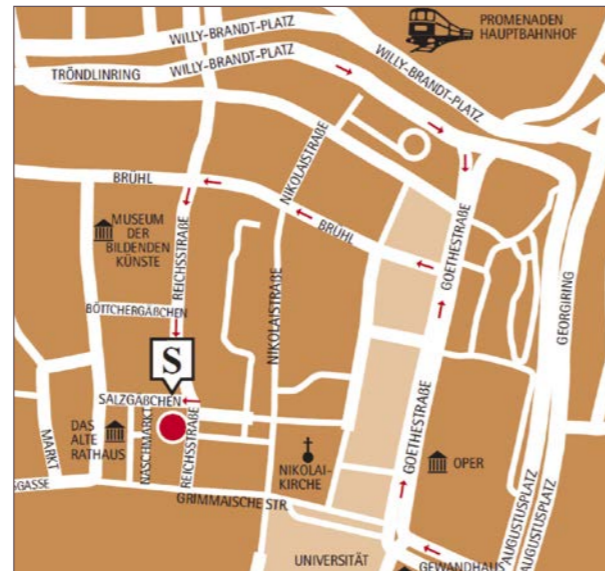 PROMENADEN
HAUPTBAHNHOF
WILLY-BRANDT-PLATZ
WILLY-BRANDT-PLATZ
TRÖNDLINRING
WILLY-BRANDT-PLATZ
BRÜHL
NIKOLAISTRASSE
MUSEUM
DER
BILDENDEN
KÜNSTE
REICHSSTRAßE
BRÜHL
GOETHESTRAßE
GEORGIRING
BÖTTCHERGÄßCHEN
NIKOLAISTRAßE
S
SALZGÄßCHEN
DAS
ALTE
RATHAUS
MARKT
NASCHMARKT
REICHSSTRAßE
NIKOLAI-
KIRCHE
GOETHESTRAßE
OPER
SGASSE
GRIMMAISCHE STR.
AUGUSTUSPLATZ
AUGUSTUSPLATZ
UNIVERSITÄT
GEWANDHAUS